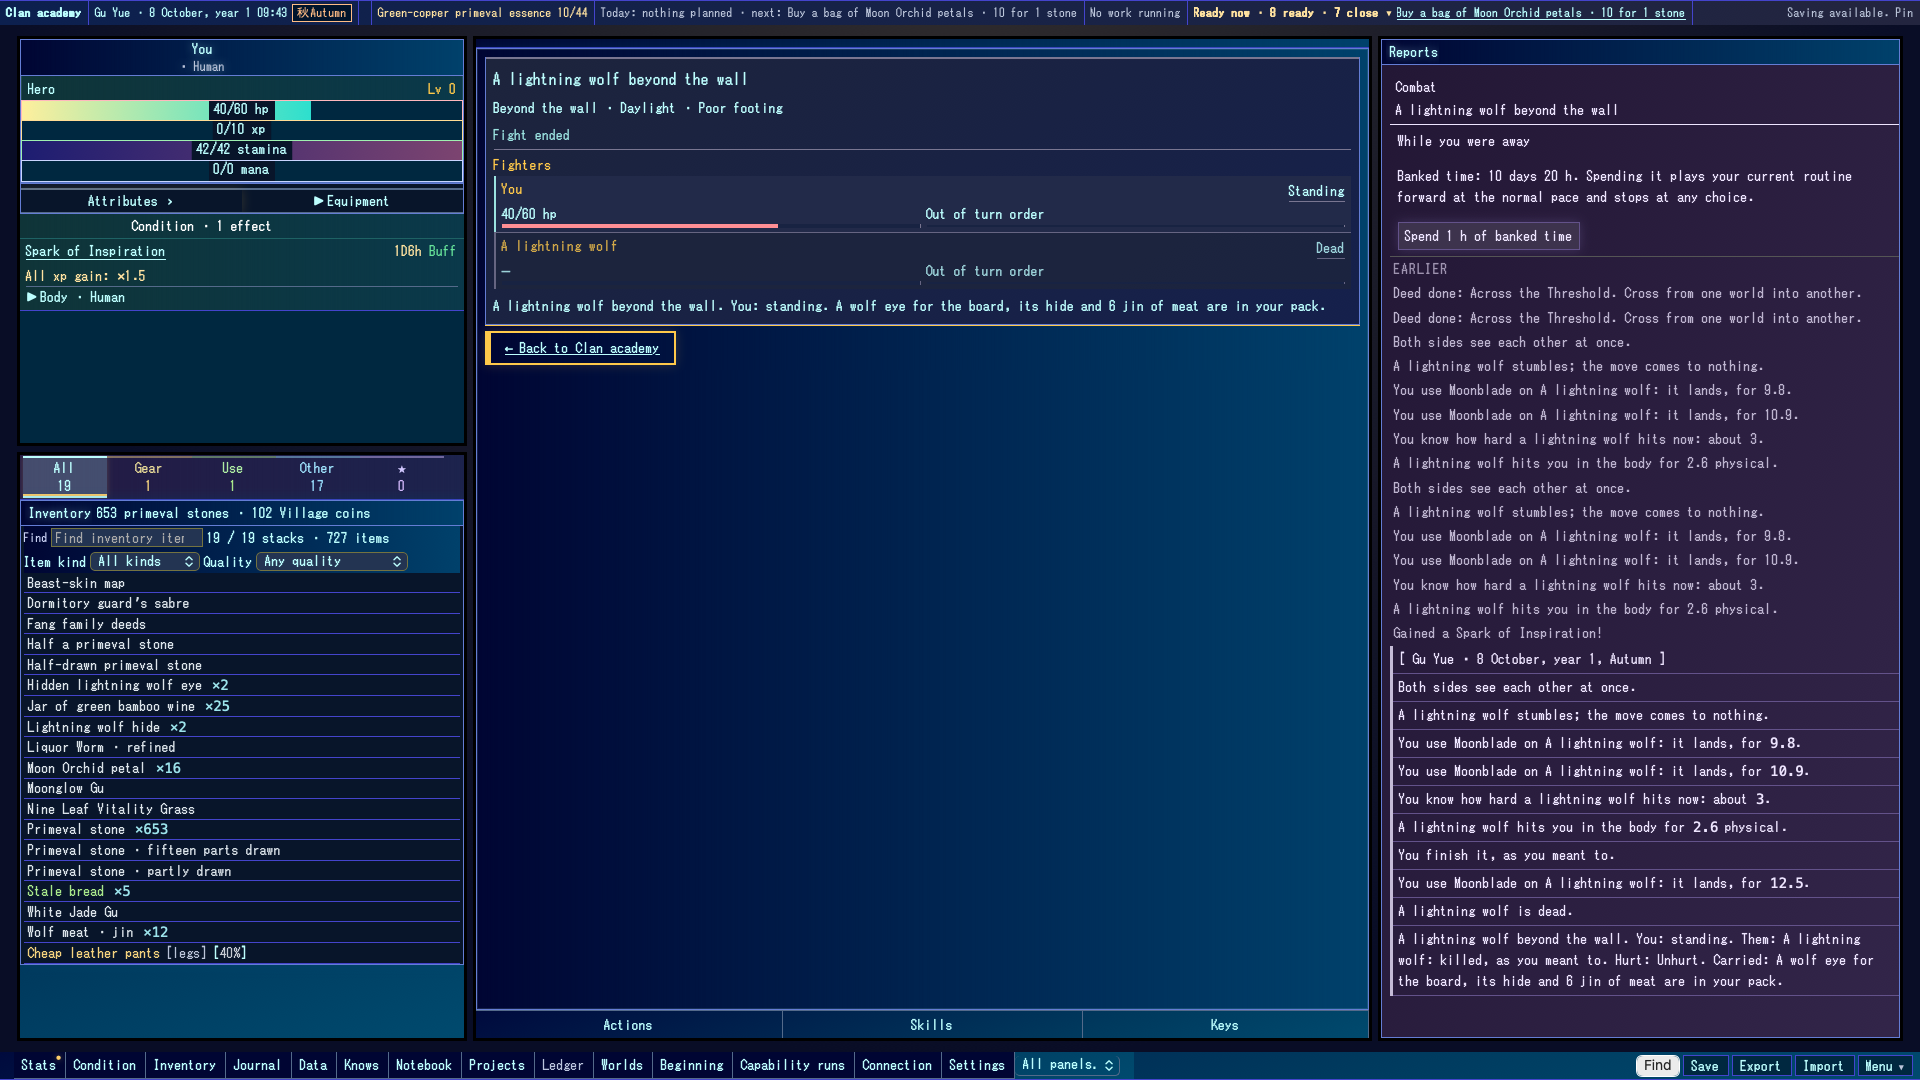 Clan academy
Gu Yue · 8 October, year 1 09:43 秋Autumn
Green-copper primeval essence 10/44
Today: nothing planned · next: Buy a bag of Moon Orchid petals · 10 for 1 stone
No work running
Ready now · 8 ready · 7 close ▾ Buy a bag of Moon Orchid petals · 10 for 1 stone
Saving available. Pin
You
· Human
Hero Lv 0
40/60 hp
0/10 xp
42/42 stamina
0/0 mana
Attributes › ▶Equipment
Condition · 1 effect
Spark of Inspiration 1D6h Buff
All xp gain: ×1.5
▶Body · Human
All Gear Use Other ★
19 1 1 17 0
Inventory 653 primeval stones · 102 Village coins
Find Find inventory iter 19 / 19 stacks · 727 items
Item kind All kinds Quality Any quality
Beast-skin map
Dormitory guard's sabre
Fang family deeds
Half a primeval stone
Half-drawn primeval stone
Hidden lightning wolf eye ×2
Jar of green bamboo wine ×25
Lightning wolf hide ×2
Liquor Worm · refined
Moon Orchid petal ×16
Moonglow Gu
Nine Leaf Vitality Grass
Primeval stone ×653
Primeval stone · fifteen parts drawn
Primeval stone · partly drawn
Stale bread ×5
White Jade Gu
Wolf meat · jin ×12
Cheap leather pants [legs] [40%]
A lightning wolf beyond the wall
Beyond the wall · Daylight · Poor footing
Fight ended
Fighters
You Standing
40/60 hp Out of turn order
A lightning wolf Dead
— Out of turn order
A lightning wolf beyond the wall. You: standing. A wolf eye for the board, its hide and 6 jin of meat are in your pack.
← Back to Clan academy
Actions Skills Keys
Reports
Combat
A lightning wolf beyond the wall
While you were away
Banked time: 10 days 20 h. Spending it plays your current routine
forward at the normal pace and stops at any choice.
Spend 1 h of banked time
EARLIER
Deed done: Across the Threshold. Cross from one world into another.
Deed done: Across the Threshold. Cross from one world into another.
Both sides see each other at once.
A lightning wolf stumbles; the move comes to nothing.
You use Moonblade on A lightning wolf: it lands, for 9.8.
You use Moonblade on A lightning wolf: it lands, for 10.9.
You know how hard a lightning wolf hits now: about 3.
A lightning wolf hits you in the body for 2.6 physical.
Both sides see each other at once.
A lightning wolf stumbles; the move comes to nothing.
You use Moonblade on A lightning wolf: it lands, for 9.8.
You use Moonblade on A lightning wolf: it lands, for 10.9.
You know how hard a lightning wolf hits now: about 3.
A lightning wolf hits you in the body for 2.6 physical.
Gained a Spark of Inspiration!
[ Gu Yue · 8 October, year 1, Autumn ]
Both sides see each other at once.
A lightning wolf stumbles; the move comes to nothing.
You use Moonblade on A lightning wolf: it lands, for 9.8.
You use Moonblade on A lightning wolf: it lands, for 10.9.
You know how hard a lightning wolf hits now: about 3.
A lightning wolf hits you in the body for 2.6 physical.
You finish it, as you meant to.
You use Moonblade on A lightning wolf: it lands, for 12.5.
A lightning wolf is dead.
A lightning wolf beyond the wall. You: standing. Them: A lightning
wolf: killed, as you meant to. Hurt: Unhurt. Carried: A wolf eye for
the board, its hide and 6 jin of meat are in your pack.
Stats Condition Inventory Journal Data Knows Notebook Projects Ledger Worlds Beginning Capability runs Connection Settings All panels.
Find Save Export Import Menu ▾